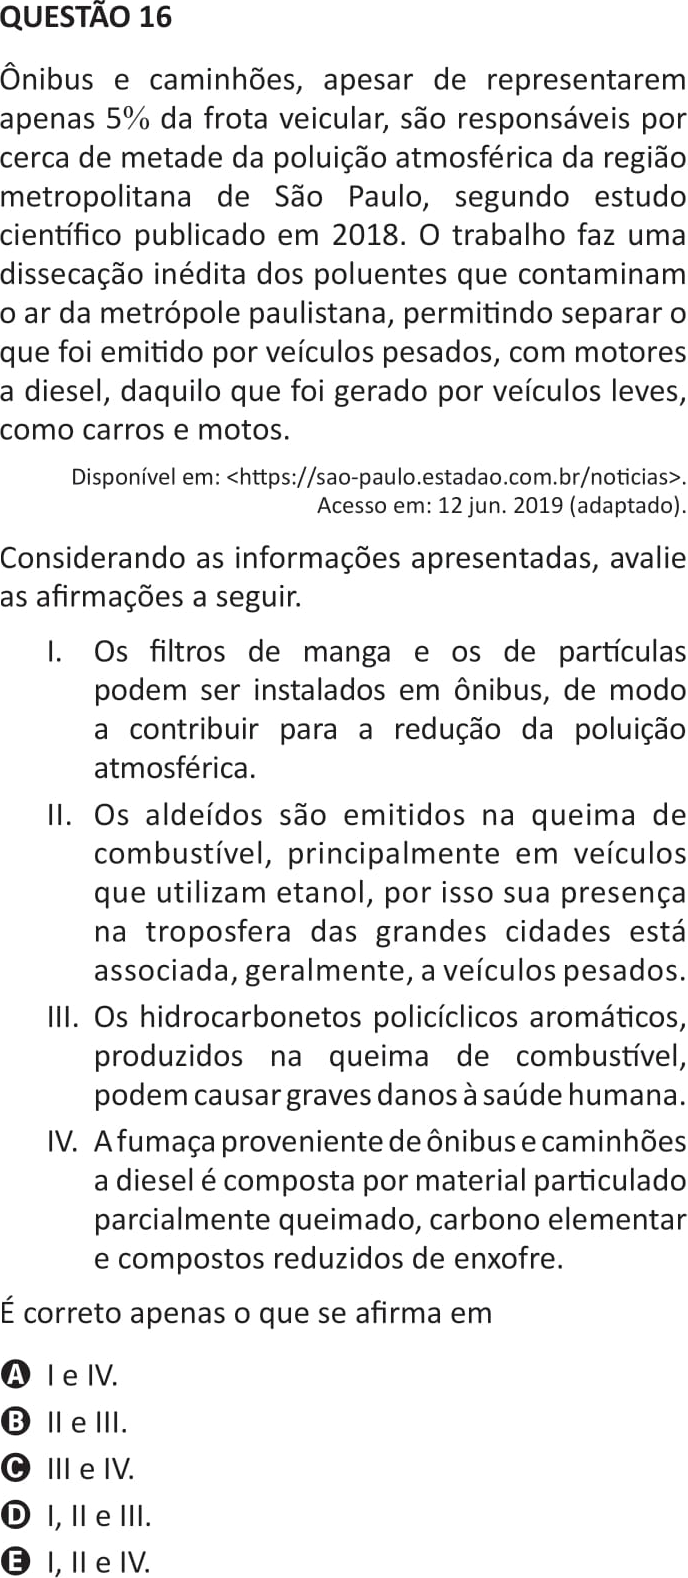 QUESTÃO 16
Ônibus e caminhões, apesar de representarem
apenas 5% da frota veicular, são responsáveis por
cerca de metade da poluição atmosférica da região
metropolitana de São Paulo, segundo estudo
científico publicado em 2018. O trabalho faz uma
dissecação inédita dos poluentes que contaminam
o ar da metrópole paulistana, permitindo separar o
que foi emitido por veículos pesados, com motores
a diesel, daquilo que foi gerado por veículos leves,
como carros e motos.
Disponível em: <https://sao-paulo.estadao.com.br/noticias>.
Acesso em: 12 jun. 2019 (adaptado).
Considerando as informações apresentadas, avalie
as afirmações a seguir.
I. Os filtros de manga e os de partículas
podem ser instalados em ônibus, de modo
a contribuir para a redução da poluição
atmosférica.
II. Os aldeídos são emitidos na queima de
combustível, principalmente em veículos
que utilizam etanol, por isso sua presença
na troposfera das grandes cidades está
associada, geralmente, a veículos pesados.
III. Os hidrocarbonetos policíclicos aromáticos,
produzidos na queima de combustível,
podem causar graves danos à saúde humana.
IV. A fumaça proveniente de ônibus e caminhões
a diesel é composta por material particulado
parcialmente queimado, carbono elementar
e compostos reduzidos de enxofre.
É correto apenas o que se afirma em
A I e IV.
B II e III.
C III e IV.
D I, II e III.
E I, II e IV.